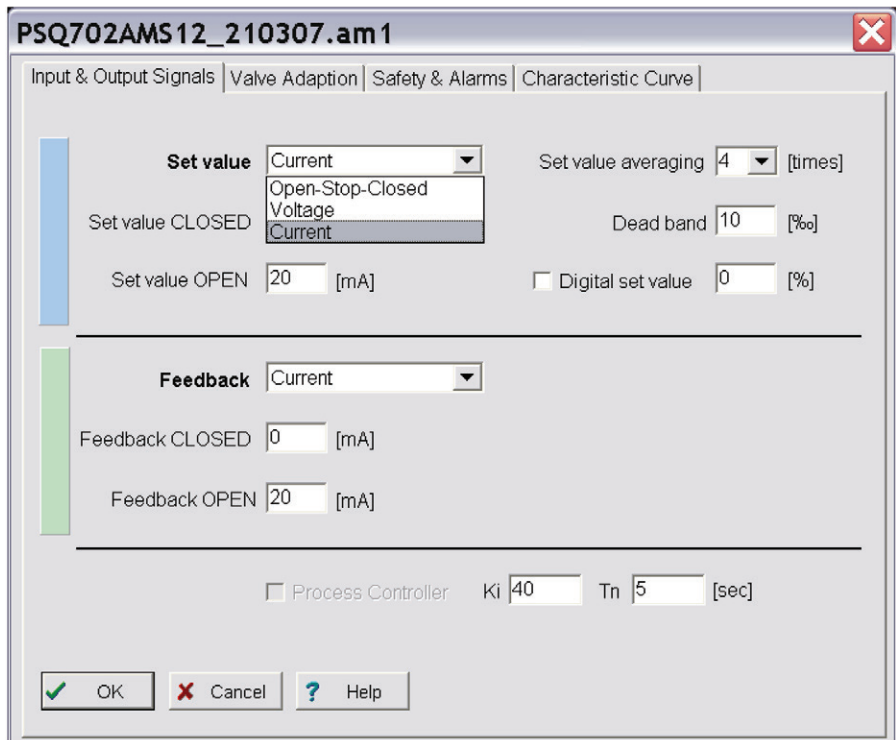 PSQ702AMS12_210307.am1
Input & Output Signals Valve Adaption Safety & Alarms Characteristic Curve
Set value Current Set value averaging 4 [times]
Open-Stop-Closed
Voltage
Current
Set value CLOSED Dead band 10 [‰]
Set value OPEN 20 [mA] Digital set value 0 [%]
Feedback Current
Feedback CLOSED 0 [mA]
Feedback OPEN 20 [mA]
Process Controller Ki 40 Tn 5 [sec]
OK Cancel ? Help